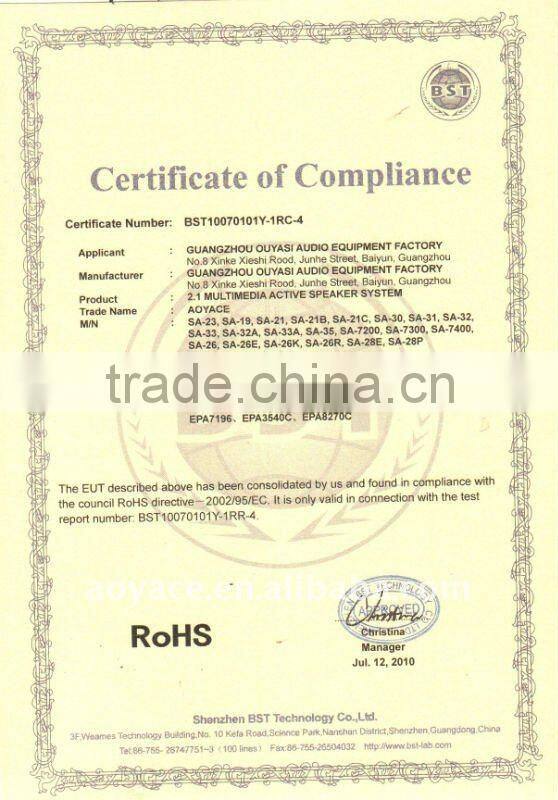 BST
Certificate of Compliance
Certificate Number: BST10070101Y-1RC-4
Applicant : GUANGZHOU OUYASI AUDIO EQUIPMENT FACTORY
No.8 Xinke Xieshi Rood, Junhe Street, Baiyun, Guangzhou
Manufacturer : GUANGZHOU OUYASI AUDIO EQUIPMENT FACTORY
No.8 Xinke Xieshi Rood, Junhe Street, Baiyun, Guangzhou
Product : 2.1 MULTIMEDIA ACTIVE SPEAKER SYSTEM
Trade Name : AOYACE
M/N : SA-23, SA-19, SA-21, SA-21B, SA-21C, SA-30, SA-31, SA-32,
SA-33, SA-32A, SA-33A, SA-35, SA-7200, SA-7300, SA-7400,
SA-26, SA-26E, SA-26K, SA-26R, SA-28E, SA-28P
trade.china.cn
EPA7196、EPA3540C、EPA8270C
The EUT described above has been consolidated by us and found in compliance with
the council RoHS directive－2002/95/EC. It is only valid in connection with the test
report number: BST10070101Y-1RR-4.
aoyace.en.alibaba.com
APPROVED
RoHS
Christina
Manager
Jul. 12, 2010
Shenzhen BST Technology Co.,Ltd.
3F,Weames Technology Building,No. 10 Kefa Road,Science Park,Nanshan District,Shenzhen,Guangdong,China
Tel:86-755- 28747751~3 (100 lines) Fax:86-755-26504032 http://www.bst-lab.com